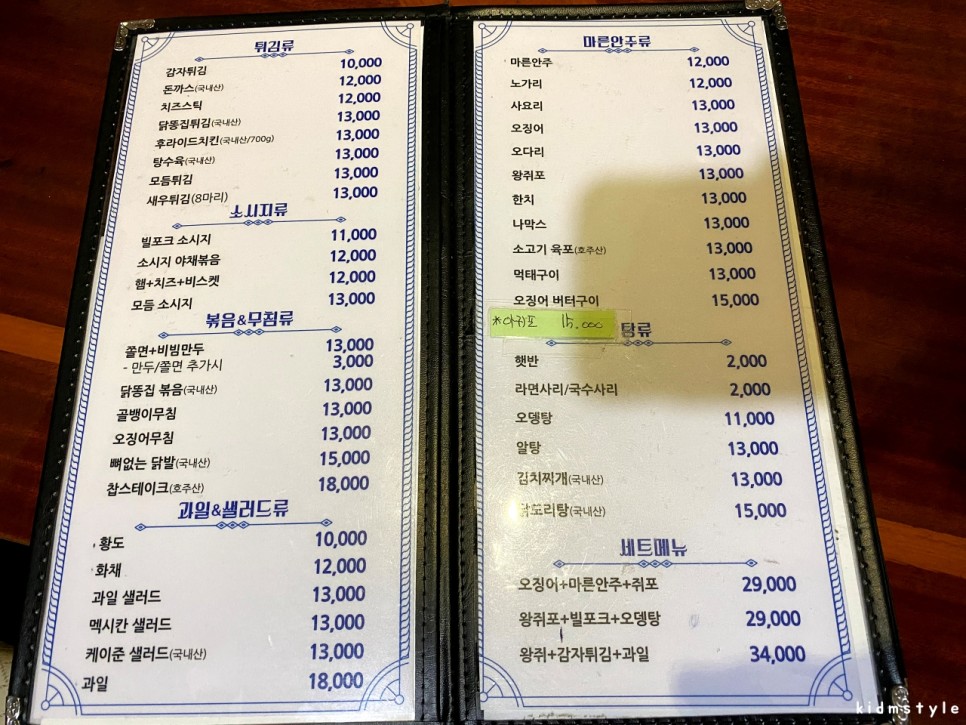 튀김류
감자튀김 10,000
돈까스(국내산) 12,000
치즈스틱 12,000
닭똥집튀김(국내산) 13,000
후라이드치킨(국내산/700g) 13,000
탕수육(국내산) 13,000
모듬튀김 13,000
새우튀김(8마리) 13,000
수시지류
빌포크 소시지 11,000
소시지 야채볶음 12,000
햄+치즈+비스켓 12,000
모듬 소시지 13,000
볶음&무침류
쫄면+비빔만두 13,000
- 만두/쫄면 추가시 3,000
닭똥집 볶음(국내산) 13,000
골뱅이무침 13,000
오징어무침 13,000
뼈없는 닭발(국내산) 15,000
찹스테이크(호주산) 18,000
과일&샐러드류
황도 10,000
화채 12,000
과일 샐러드 13,000
멕시칸 샐러드 13,000
케이준 샐러드(국내산) 13,000
과일 18,000
마른안주류
마른안주 12,000
노가리 12,000
사요리 13,000
오징어 13,000
오다리 13,000
왕쥐포 13,000
한치 13,000
나막스 13,000
소고기 육포(호주산) 13,000
먹태구이 13,000
오징어 버터구이 15,000
*아귀포 15,000
탕류
햇반 2,000
라면사리/국수사리 2,000
오뎅탕 11,000
알탕 13,000
김치찌개(국내산) 13,000
닭도리탕(국내산) 15,000
세트메뉴
오징어+마른안주+쥐포 29,000
왕쥐포+빌포크+오뎅탕 29,000
왕쥐+감자튀김+과일 34,000
kidmstyle